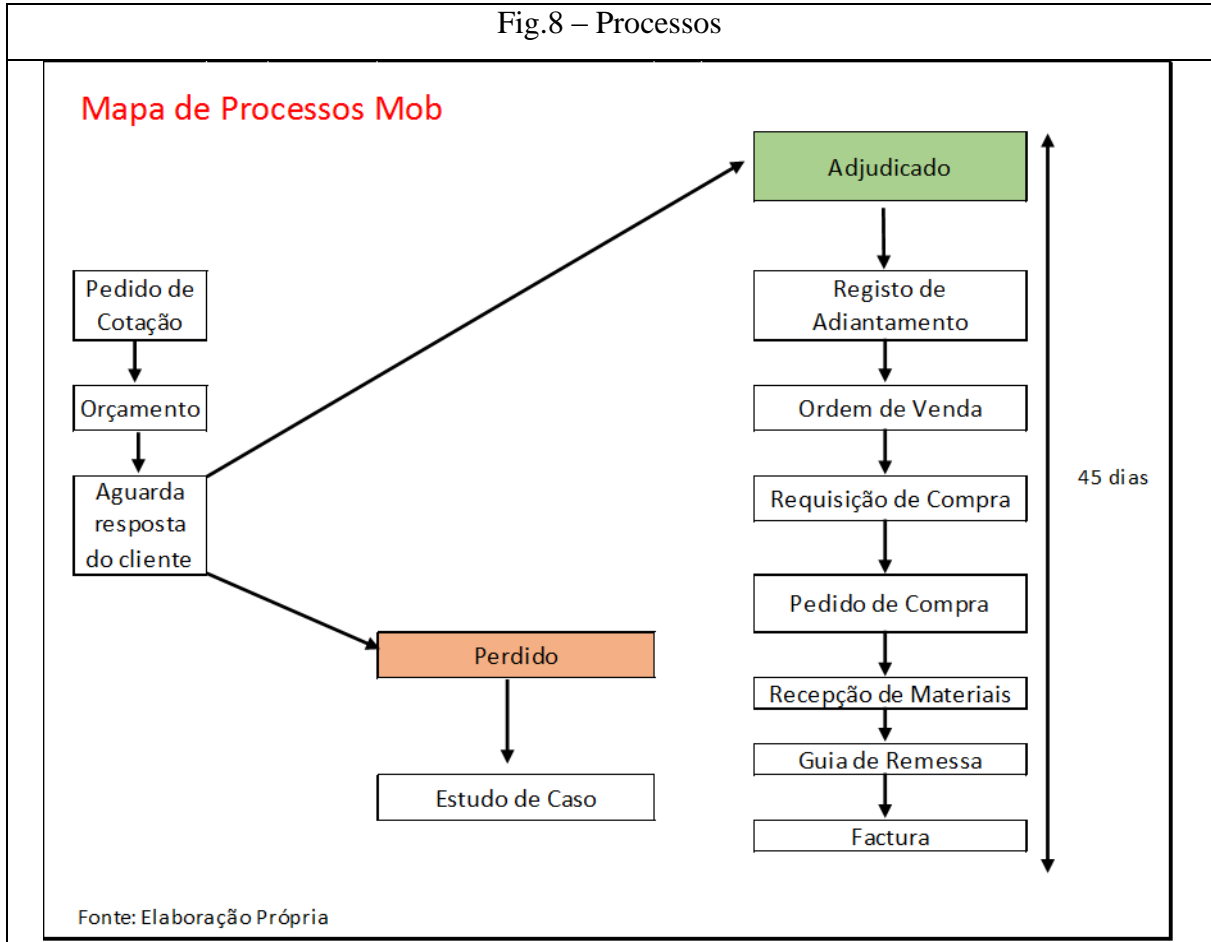 Fig.8 – Processos
Mapa de Processos Mob
Pedido de
Cotação
Orçamento
Aguarda
resposta
do cliente
Perdido
Estudo de Caso
Adjudicado
Registo de
Adiantamento
Ordem de Venda
Requisição de Compra
Pedido de Compra
Recepção de Materiais
Guia de Remessa
Factura
45 dias
Fonte: Elaboração Própria